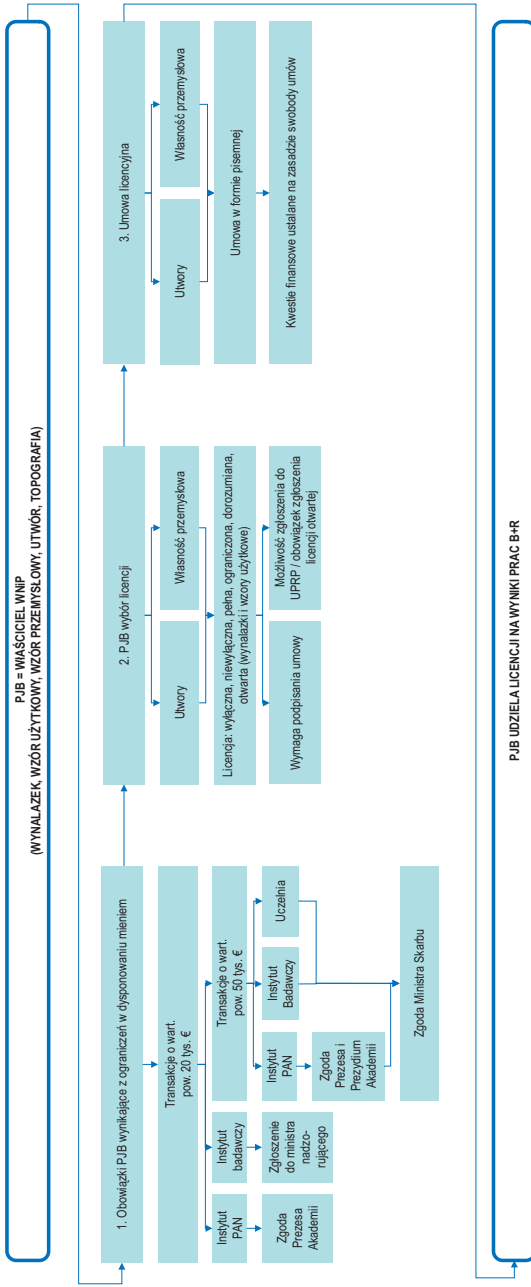 PJB = WłAŚCICIEL WNIP
(WYNALAZEK, WZÓR UŻYTKOWY, WZÓR PRZEMYSŁOWY, UTWÓR, TOPOGRAFIA)
1. Obowiązki PJB wynikające z ograniczeń w dysponowaniu mieniem
Transakcje o wart.
pow. 20 tys. €
Instytut
PAN
Zgoda
Prezesa
Akademii
Instytut
badawczy
Zgłoszenie
do ministra
nadzo-
rującego
Transakcje o wart.
pow. 50 tys. €
Instytut
PAN
Zgoda
Prezesa i
Prezydium
Akademii
Instytut
Badawczy
Uczelnia
Zgoda Ministra Skarbu
2. PJB wybór licencji
Utwory
Własność przemysłowa
Licencja: wyłączna, niewyłączna, pełna, ograniczona, dorozumiana,
otwarta (wynalazki i wzory użytkowe)
Wymaga podpisania umowy
Możliwość zgłoszenia do
UPRP / obowiązek zgłoszenia
licencji otwartej
3. Umowa licencyjna
Utwory
Własność przemysłowa
Umowa w formie pisemnej
Kwestie finansowe ustalane na zasadzie swobody umów
PJB UDZIELA LICENCJI NA WYNIKI PRAC B+R